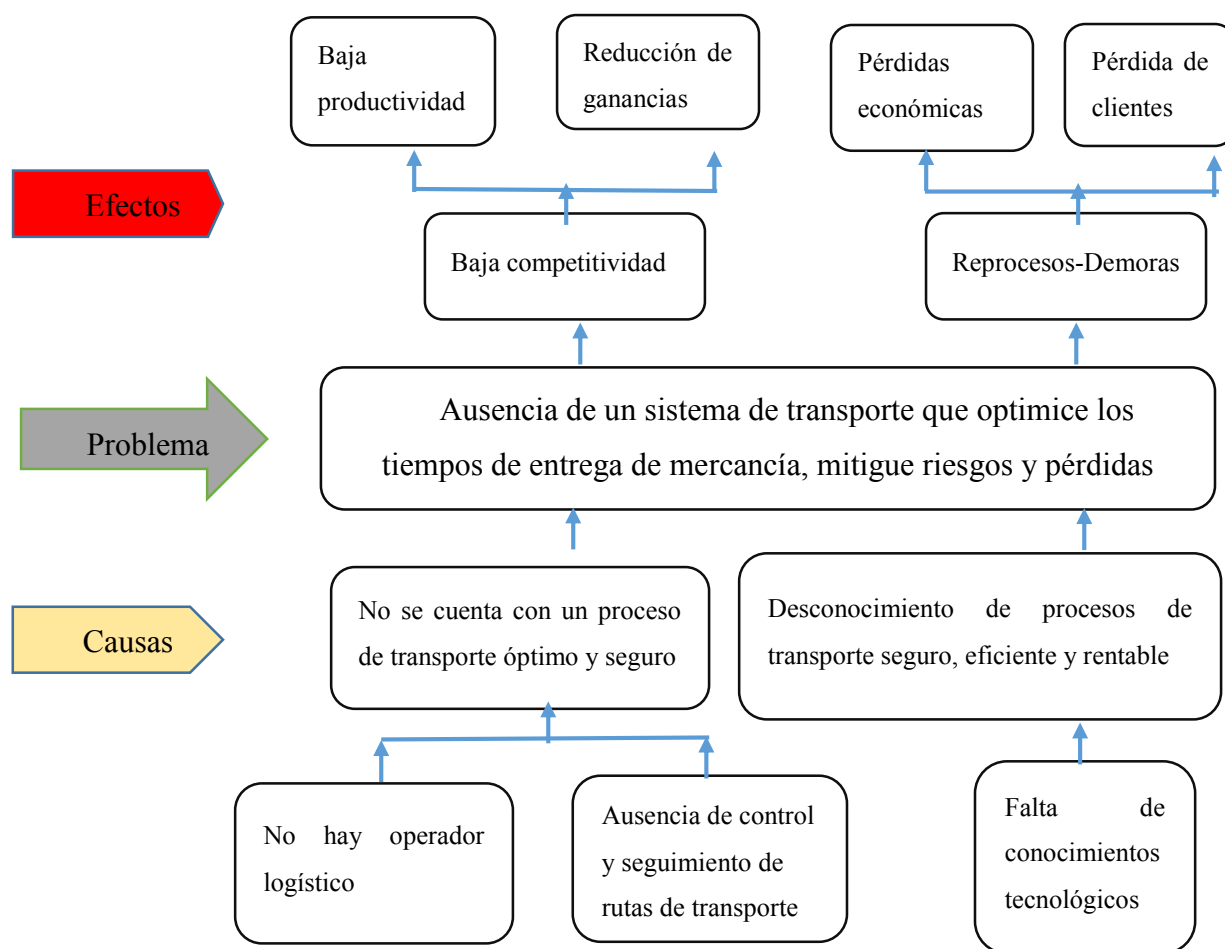 Baja
productividad
Reducción de
ganancias
Pérdidas
económicas
Pérdida de
clientes
Efectos
Baja competitividad
Reprocesos-Demoras
Problema
Ausencia de un sistema de transporte que optimice los
tiempos de entrega de mercancía, mitigue riesgos y pérdidas
Causas
No se cuenta con un proceso
de transporte óptimo y seguro
Desconocimiento de procesos de
transporte seguro, eficiente y rentable
No hay operador
logístico
Ausencia de control
y seguimiento de
rutas de transporte
Falta de
conocimientos
tecnológicos